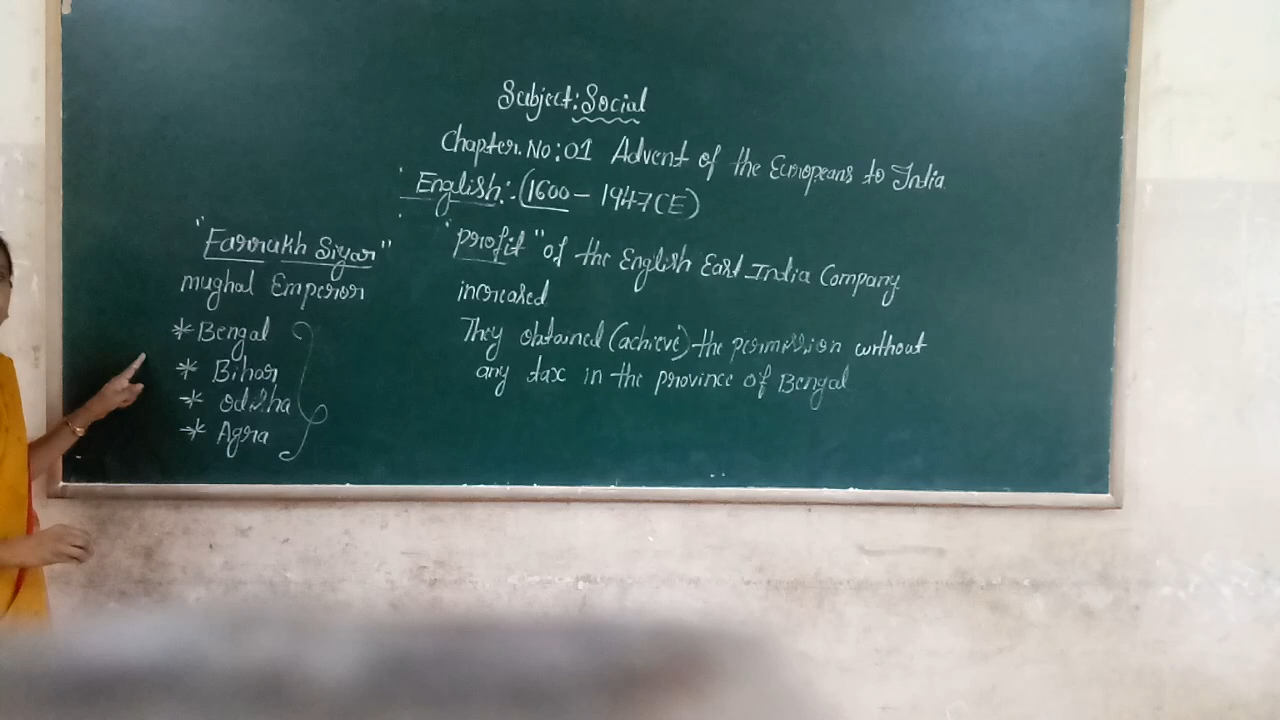 Subject: Social
Chapter. No: 01 Advent of the Europeans to India
English:- (1600 - 1947 CE)
"Farrukh Siyar"
mughal Emperor
* Bengal
* Bihar
* Odisha
* Agra
"profit" of the English East India Company
increased
They obtained (achieve) the permission without
any tax in the province of Bengal